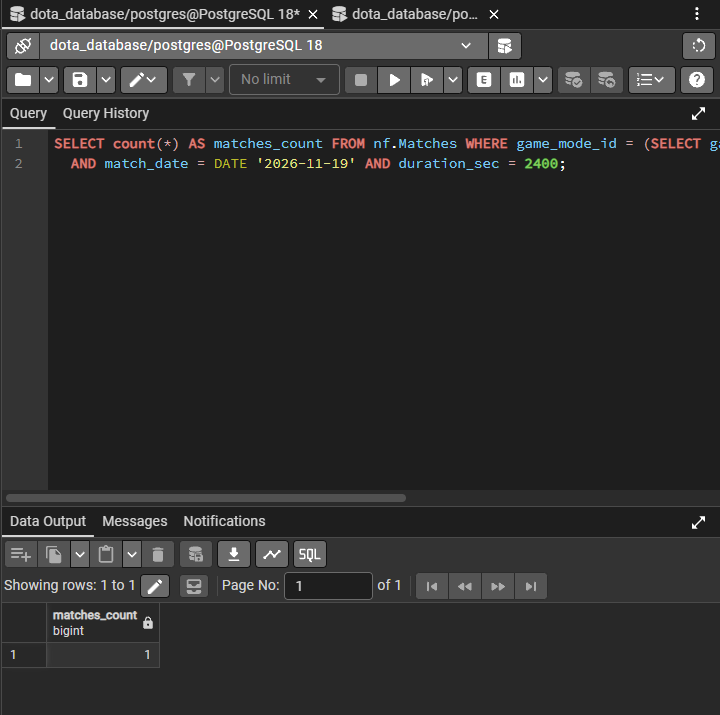 dota_database/postgres@PostgreSQL 18*
dota_database/po...
dota_database/postgres@PostgreSQL 18
No limit
E
Query Query History
1 SELECT count(*) AS matches_count FROM nf.Matches WHERE game_mode_id = (SELECT g
2 AND match_date = DATE '2026-11-19' AND duration_sec = 2400;
Data Output Messages Notifications
SQL
Showing rows: 1 to 1 Page No: 1 of 1
matches_count
bigint
1 1